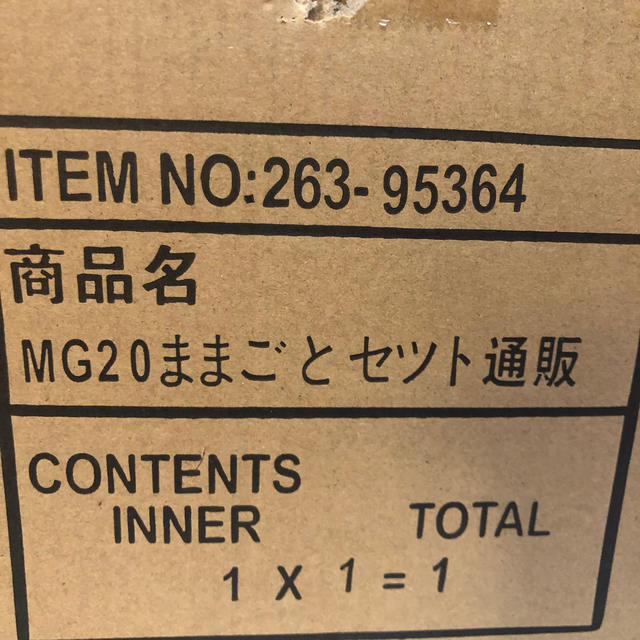 ITEM NO:263-95364
商品名
MG20ままごとセツト通販
CONTENTS
INNER TOTAL
1 X 1 = 1